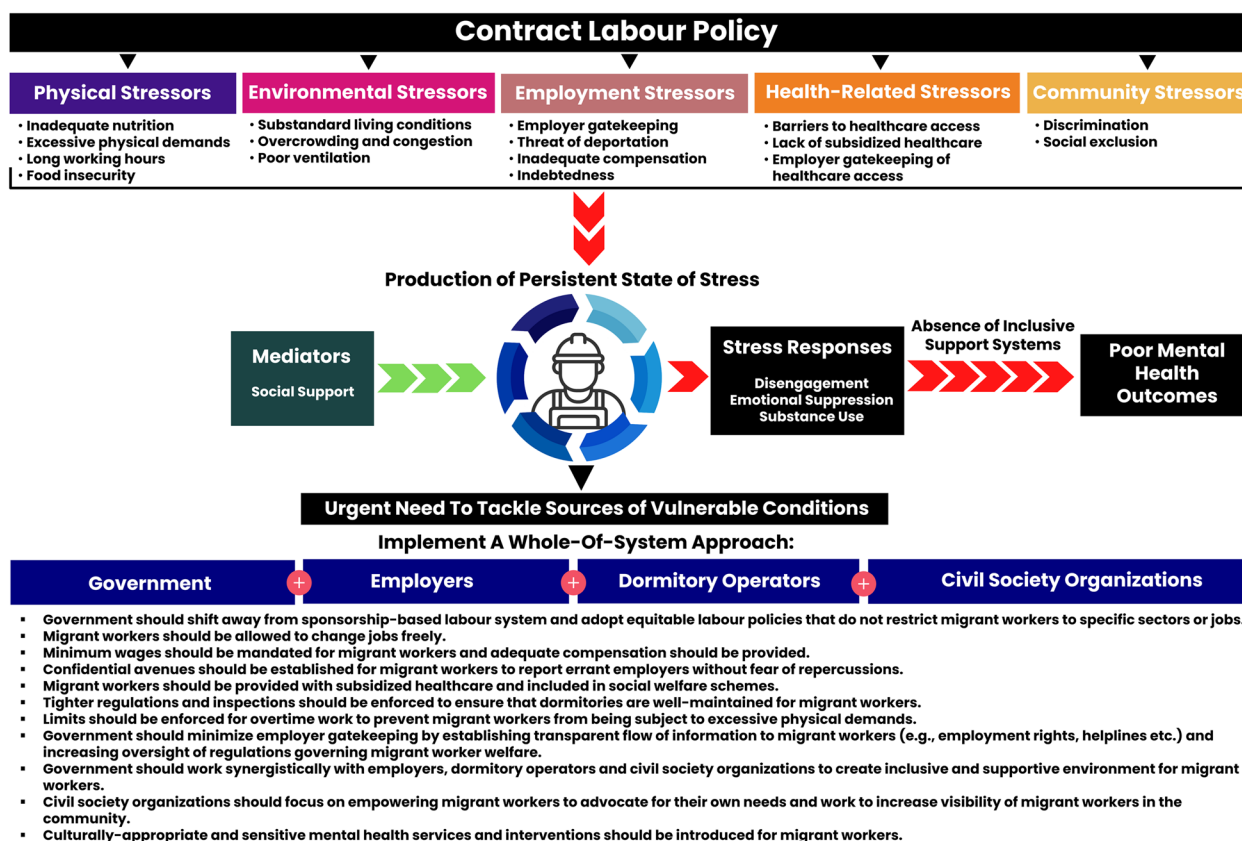 Contract Labour Policy
Physical Stressors
• Inadequate nutrition
• Excessive physical demands
• Long working hours
• Food insecurity
Environmental Stressors
• Substandard living conditions
• Overcrowding and congestion
• Poor ventilation
Employment Stressors
• Employer gatekeeping
• Threat of deportation
• Inadequate compensation
• Indebtedness
Health-Related Stressors
• Barriers to healthcare access
• Lack of subsidized healthcare
• Employer gatekeeping of
healthcare access
Community Stressors
• Discrimination
• Social exclusion
Production of Persistent State of Stress
Mediators
Social Support
Stress Responses
Disengagement
Emotional Suppression
Substance Use
Absence of Inclusive
Support Systems
Poor Mental
Health
Outcomes
Urgent Need To Tackle Sources of Vulnerable Conditions
Implement A Whole-Of-System Approach:
Government + Employers + Dormitory Operators + Civil Society Organizations
▪ Government should shift away from sponsorship-based labour system and adopt equitable labour policies that do not restrict migrant workers to specific sectors or jobs.
▪ Migrant workers should be allowed to change jobs freely.
▪ Minimum wages should be mandated for migrant workers and adequate compensation should be provided.
▪ Confidential avenues should be established for migrant workers to report errant employers without fear of repercussions.
▪ Migrant workers should be provided with subsidized healthcare and included in social welfare schemes.
▪ Tighter regulations and inspections should be enforced to ensure that dormitories are well-maintained for migrant workers.
▪ Limits should be enforced for overtime work to prevent migrant workers from being subject to excessive physical demands.
▪ Government should minimize employer gatekeeping by establishing transparent flow of information to migrant workers (e.g., employment rights, helplines etc.) and
increasing oversight of regulations governing migrant worker welfare.
▪ Government should work synergistically with employers, dormitory operators and civil society organizations to create inclusive and supportive environment for migrant
workers.
▪ Civil society organizations should focus on empowering migrant workers to advocate for their own needs and work to increase visibility of migrant workers in the
community.
▪ Culturally-appropriate and sensitive mental health services and interventions should be introduced for migrant workers.